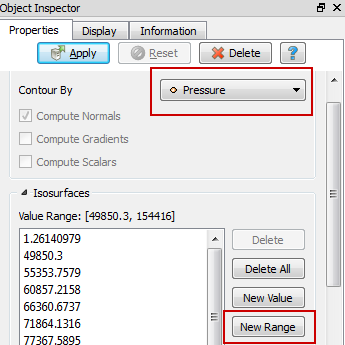 Object Inspector
Properties Display Information
Apply Reset Delete ?
Contour By Pressure
Compute Normals
Compute Gradients
Compute Scalars
Isosurfaces
Value Range: [49850.3, 154416]
1.26140979
49850.3
55353.7579
60857.2158
66360.6737
71864.1316
77367.5895
Delete
Delete All
New Value
New Range